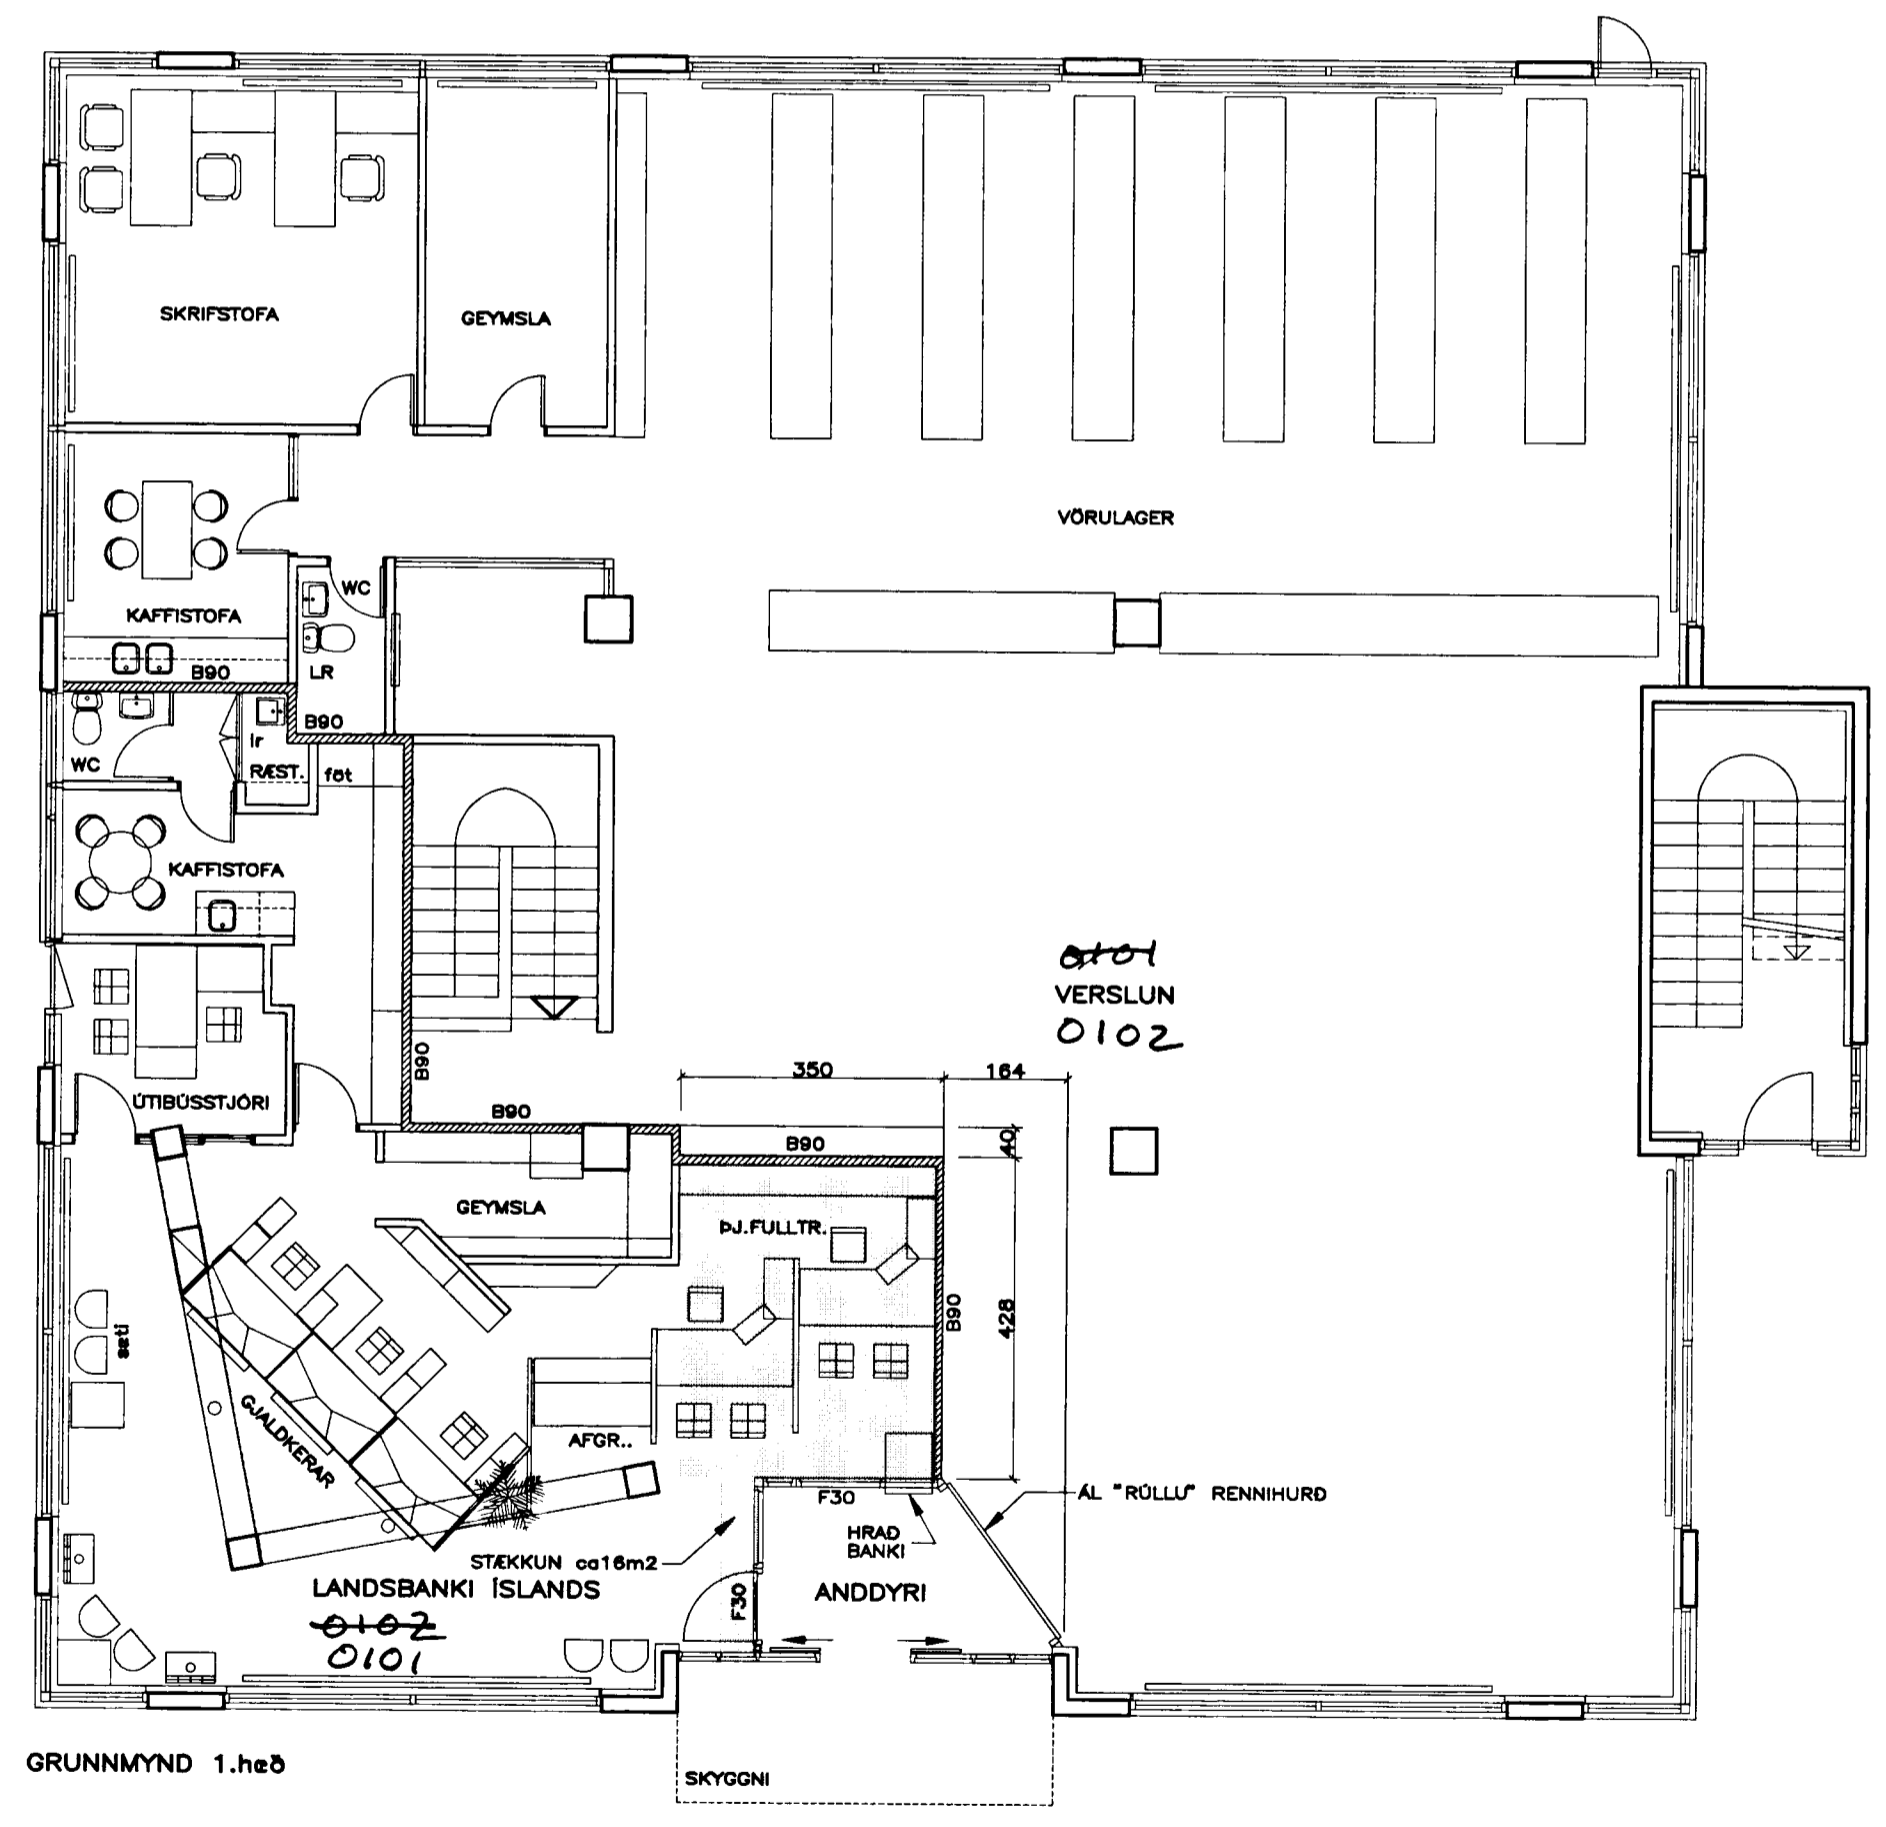 SKRIFSTOFA
GEYMSLA
VÖRULAGER
KAFFISTOFA
B90
WC
LR
B90
WC
lr
RÆST.
föt
KAFFISTOFA
0101
VERSLUN
0102
B90
ÚTIBÚSSTJÓRI
B90
350
164
B90
40
GEYMSLA
ÞJ.FULLTR.
B90
428
sæti
GJALDKERAR
AFGR..
F30
ÁL "RÚLLU" RENNIHURÐ
HRAÐ
BANKI
STÆKKUN ca16m2
LANDSBANKI ÍSLANDS
0102
0101
F30
ANDDYRI
GRUNNMYND 1.hæð
SKYGGNI